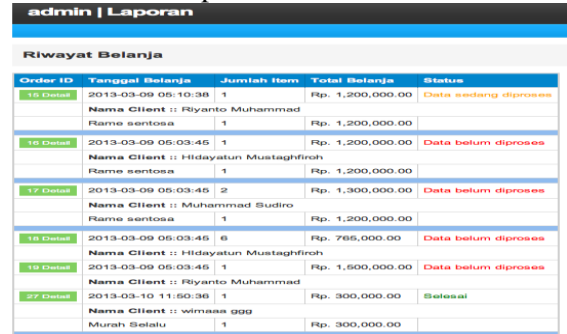 admin | Laporan
Riwayat Belanja
Order ID Tanggal Belanja Jumlah Item Total Belanja Status
15 Detail 2013-03-09 05:10:38 1 Rp. 1,200,000.00 Data sedang diproses
Nama Client :: Riyanto Muhammad
Rame sentosa 1 Rp. 1,200,000.00
16 Detail 2013-03-09 05:03:45 1 Rp. 1,200,000.00 Data belum diproses
Nama Client :: HIdayatun Mustaghfiroh
Rame sentosa 1 Rp. 1,200,000.00
17 Detail 2013-03-09 05:03:45 2 Rp. 1,300,000.00 Data belum diproses
Nama Client :: Muhammad Sudiro
Rame sentosa 1 Rp. 1,200,000.00
18 Detail 2013-03-09 05:03:45 6 Rp. 765,000.00 Data belum diproses
Nama Client :: HIdayatun Mustaghfiroh
19 Detail 2013-03-09 05:03:45 1 Rp. 1,500,000.00 Data belum diproses
Nama Client :: Riyanto Muhammad
27 Detail 2013-03-10 11:50:36 1 Rp. 300,000.00 Selesai
Nama Client :: wimaaa ggg
Murah Selalu 1 Rp. 300,000.00